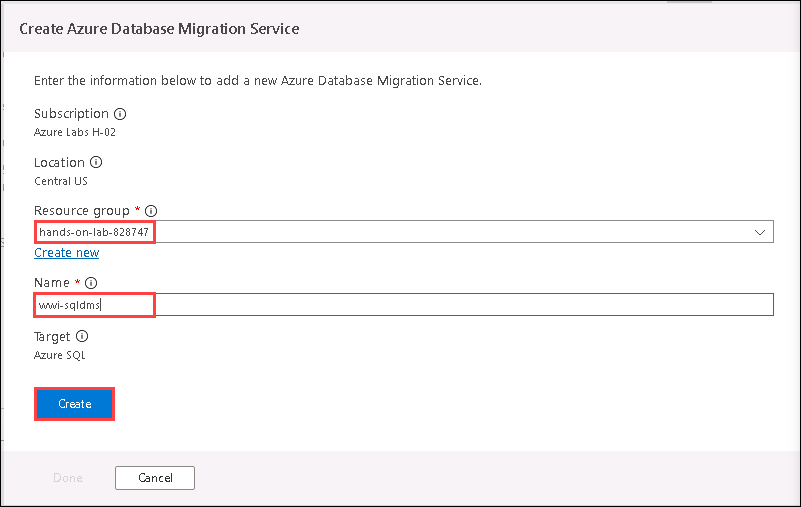 Create Azure Database Migration Service
Enter the information below to add a new Azure Database Migration Service.
Subscription
Azure Labs H-02
Location
Central US
Resource group *
hands-on-lab-828747
Create new
Name *
wwi-sqldms
Target
Azure SQL
Create
Done Cancel